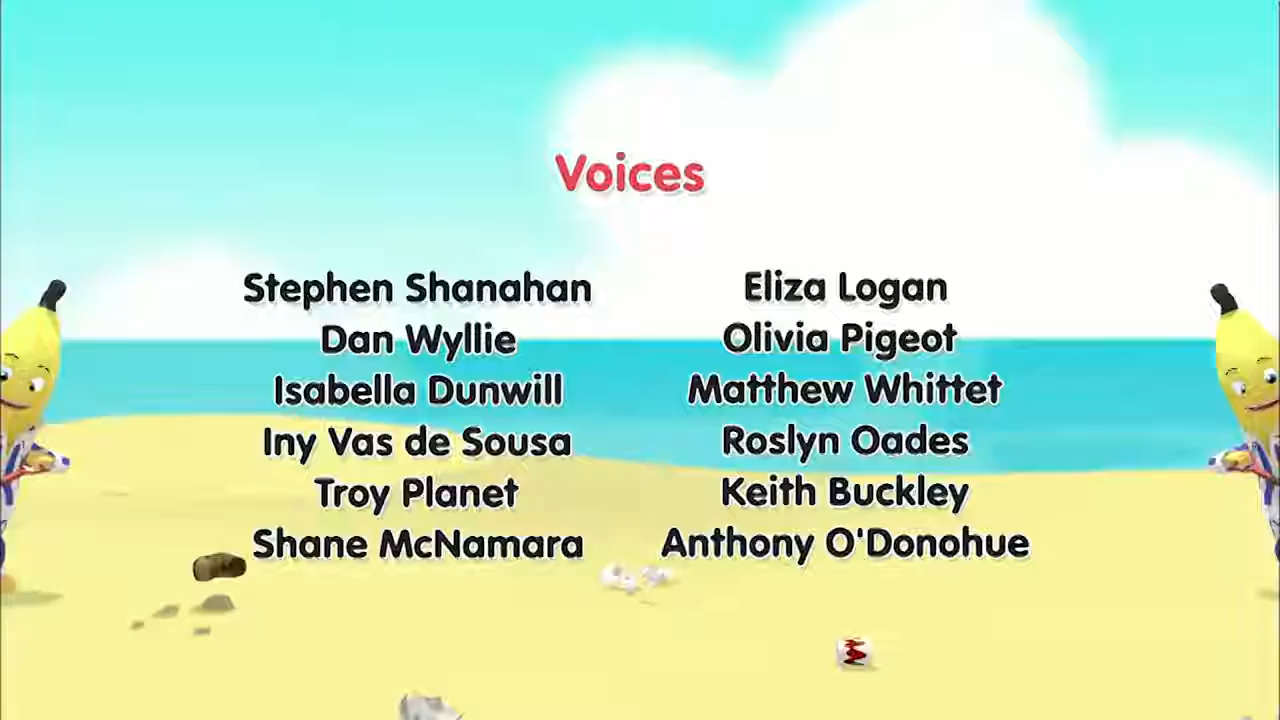 Voices
Stephen Shanahan
Dan Wyllie
Isabella Dunwill
Iny Vas de Sousa
Troy Planet
Shane McNamara
Eliza Logan
Olivia Pigeot
Matthew Whittet
Roslyn Oades
Keith Buckley
Anthony O'Donohue